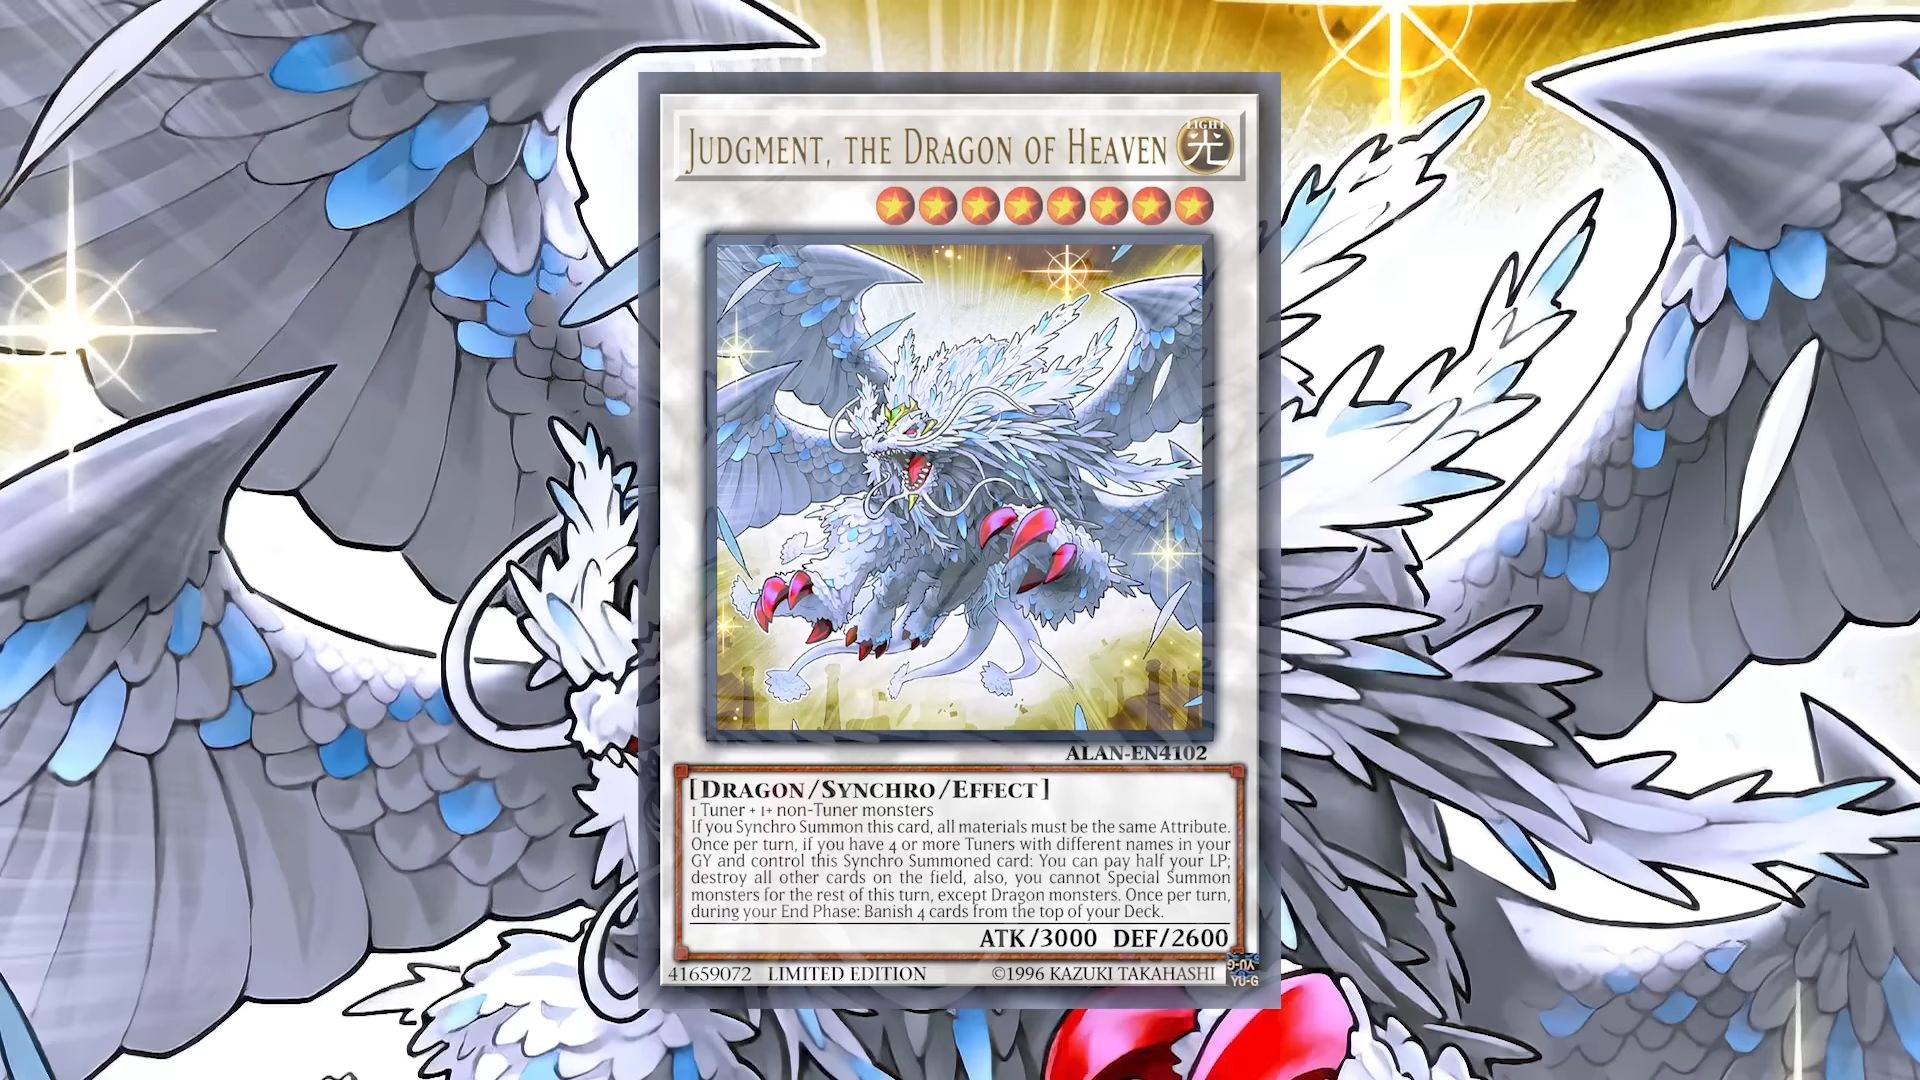 JUDGMENT, THE DRAGON OF HEAVEN
LIGHT
光
ALAN-EN4102
[DRAGON/SYNCHRO/EFFECT]
1 Tuner + 1+ non-Tuner monsters
If you Synchro Summon this card, all materials must be the same Attribute.
Once per turn, if you have 4 or more Tuners with different names in your
GY and control this Synchro Summoned card: You can pay half your LP;
destroy all other cards on the field, also, you cannot Special Summon
monsters for the rest of this turn, except Dragon monsters. Once per turn,
during your End Phase: Banish 4 cards from the top of your Deck.
ATK/3000 DEF/2600
41659072 LIMITED EDITION ©1996 KAZUKI TAKAHASHI